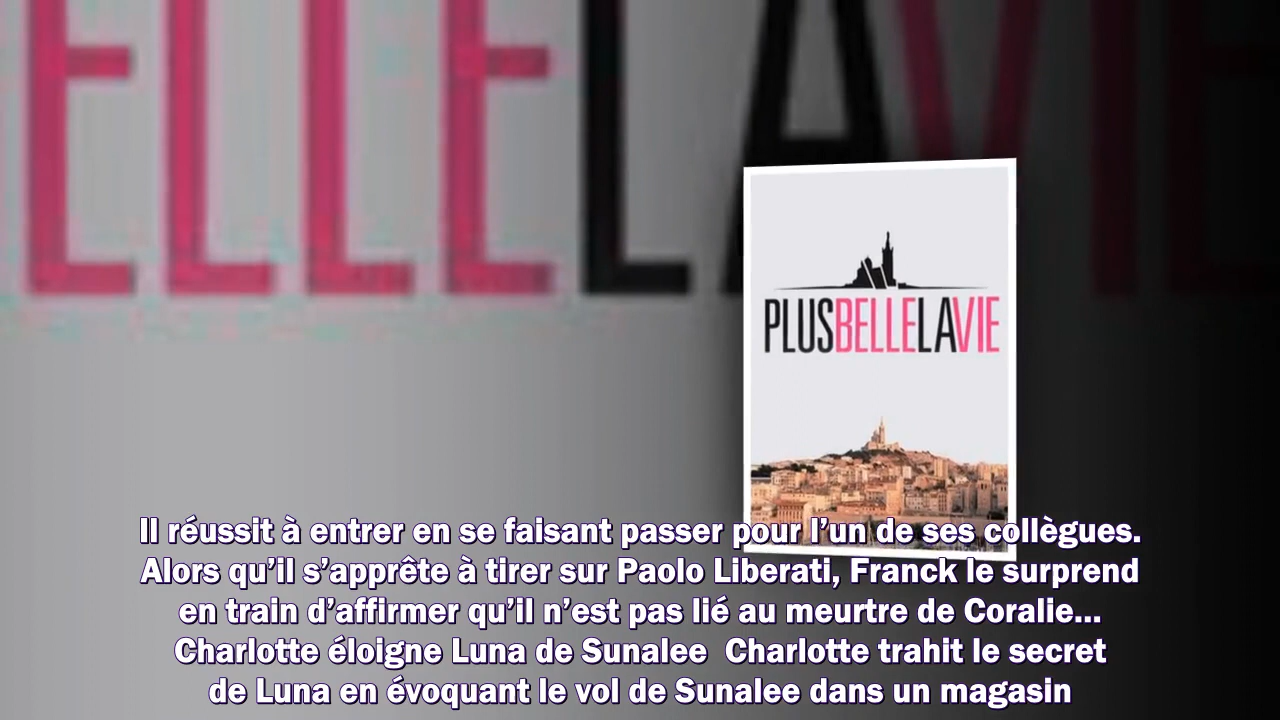 ELLELAVIE
PLUSBELLELAVIE
Il réussit à entrer en se faisant passer pour l’un de ses collègues.
Alors qu’il s’apprête à tirer sur Paolo Liberati, Franck le surprend
en train d’affirmer qu’il n’est pas lié au meurtre de Coralie...
Charlotte éloigne Luna de Sunalee  Charlotte trahit le secret
de Luna en évoquant le vol de Sunalee dans un magasin